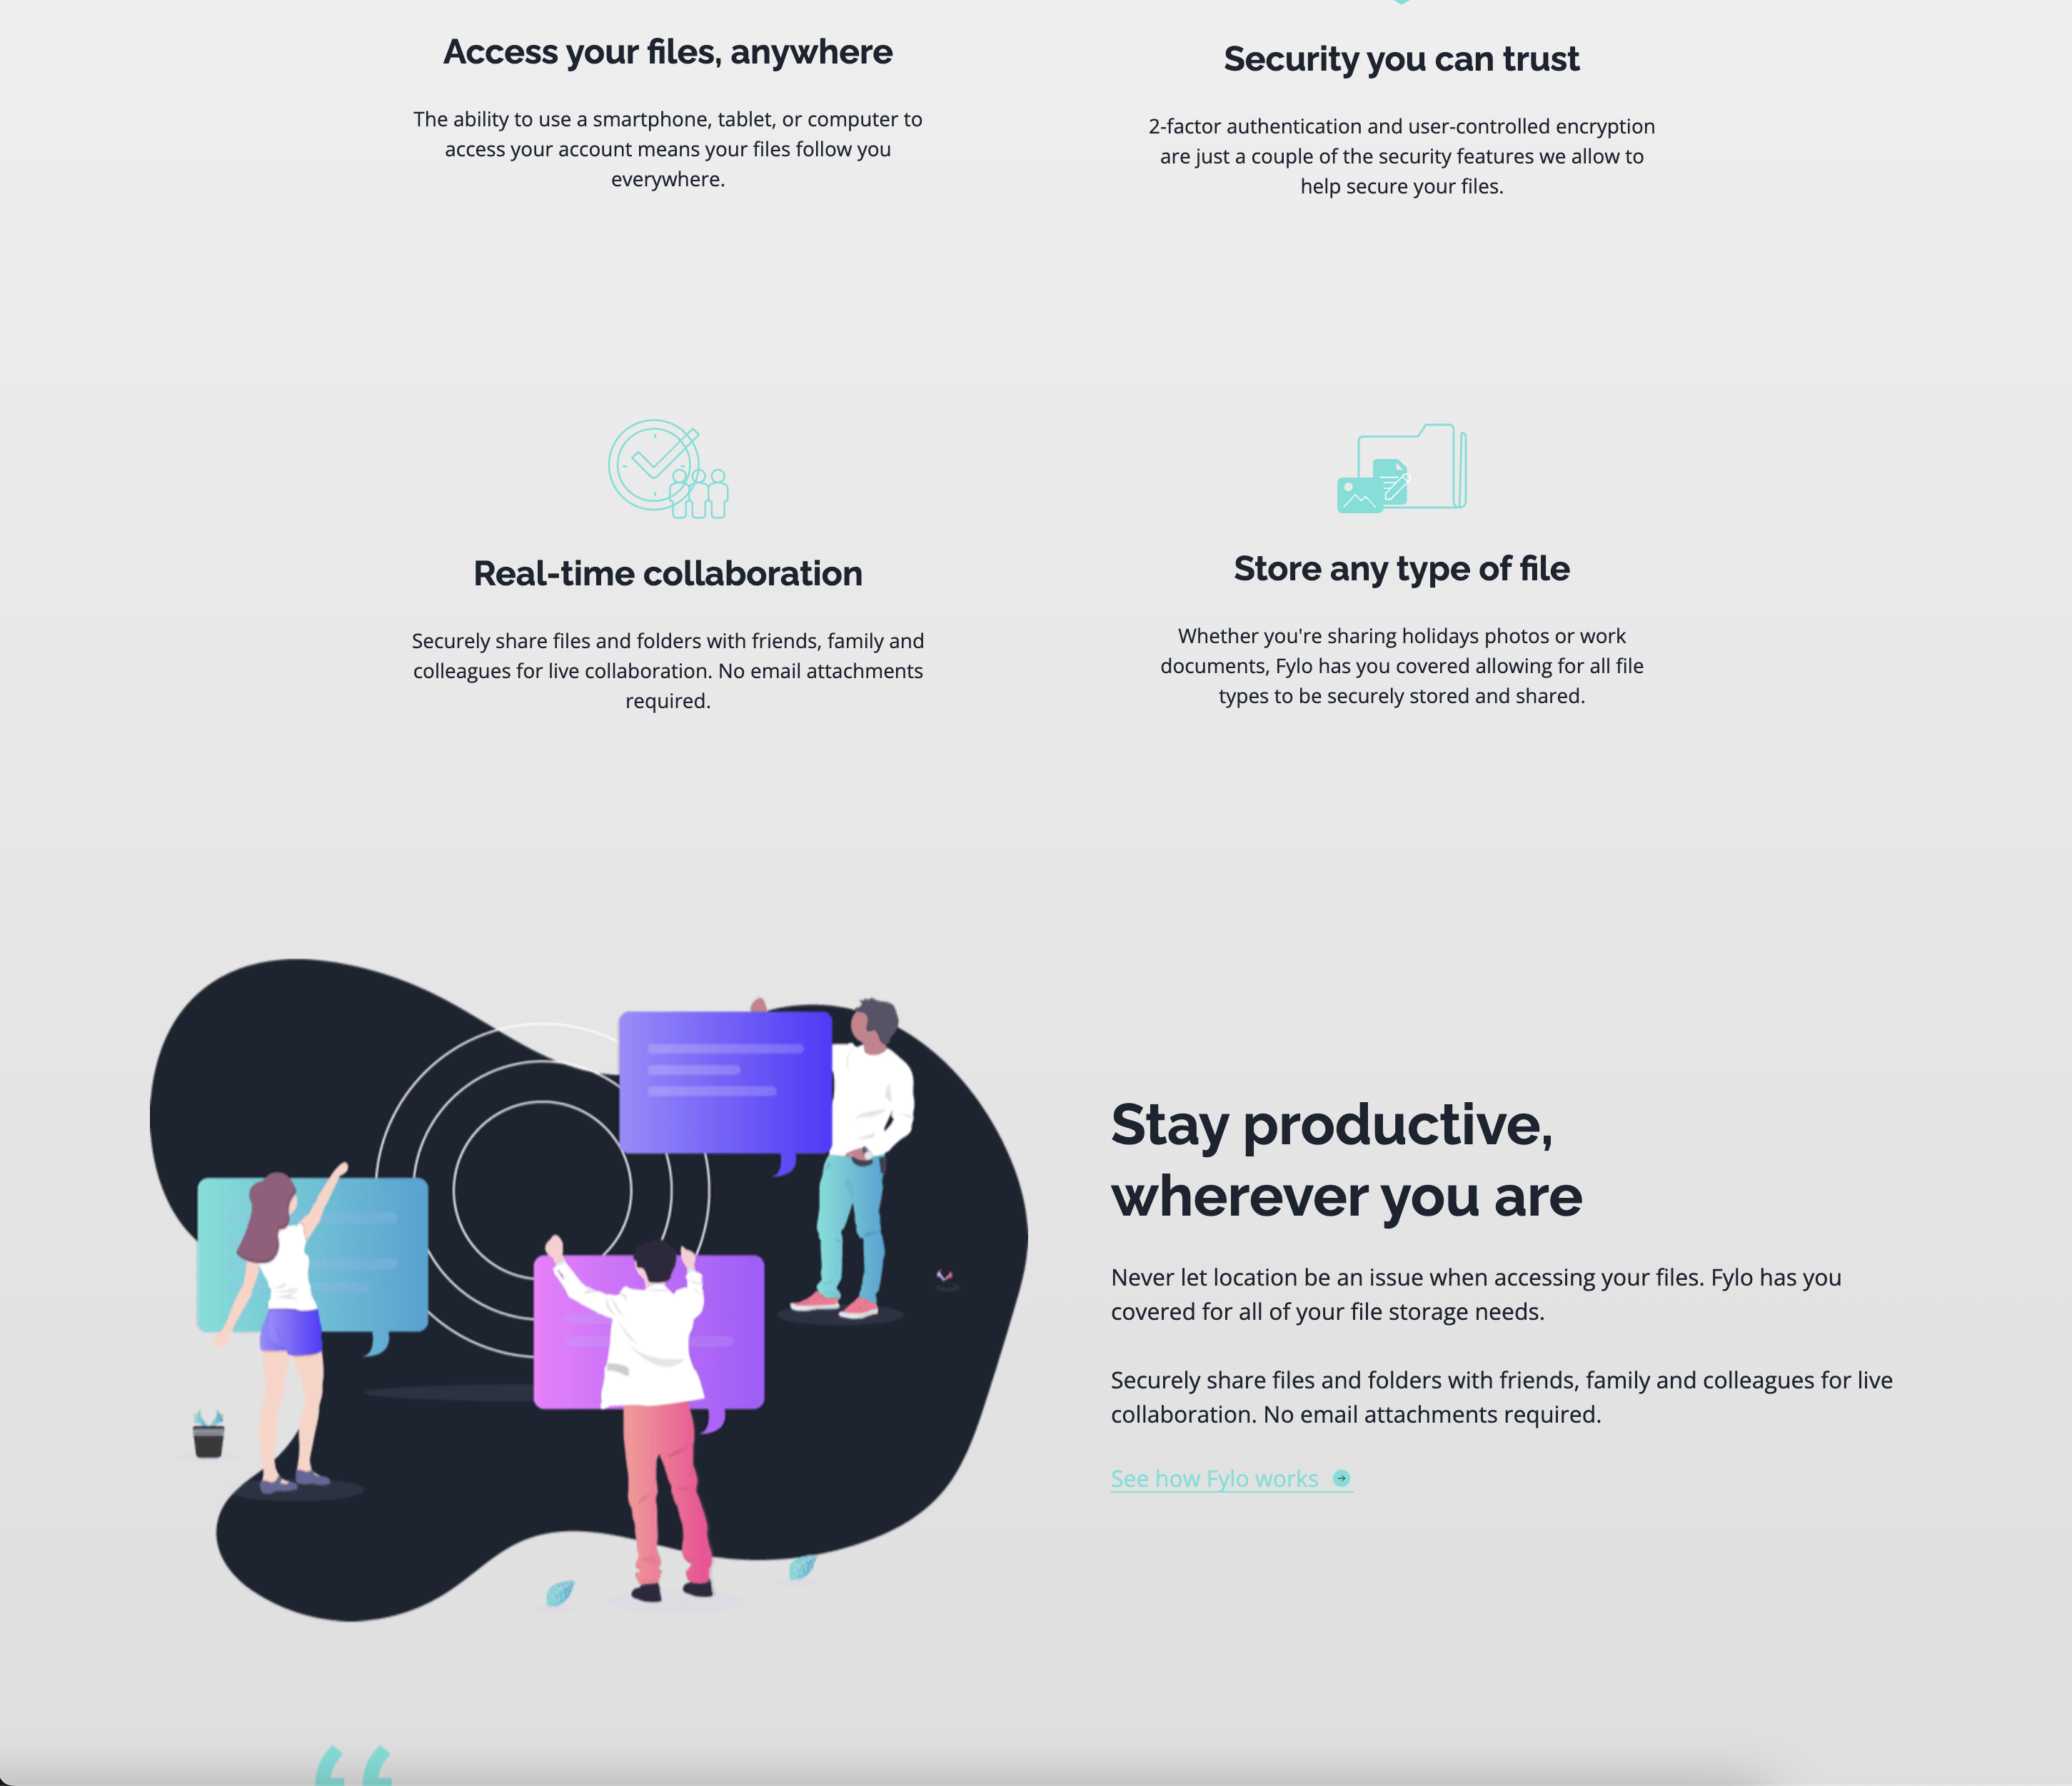 Access your files, anywhere
The ability to use a smartphone, tablet, or computer to
access your account means your files follow you
everywhere.
Security you can trust
2-factor authentication and user-controlled encryption
are just a couple of the security features we allow to
help secure your files.
Real-time collaboration
Securely share files and folders with friends, family and
colleagues for live collaboration. No email attachments
required.
Store any type of file
Whether you're sharing holidays photos or work
documents, Fylo has you covered allowing for all file
types to be securely stored and shared.
Stay productive,
wherever you are
Never let location be an issue when accessing your files. Fylo has you
covered for all of your file storage needs.
Securely share files and folders with friends, family and colleagues for live
collaboration. No email attachments required.
See how Fylo works